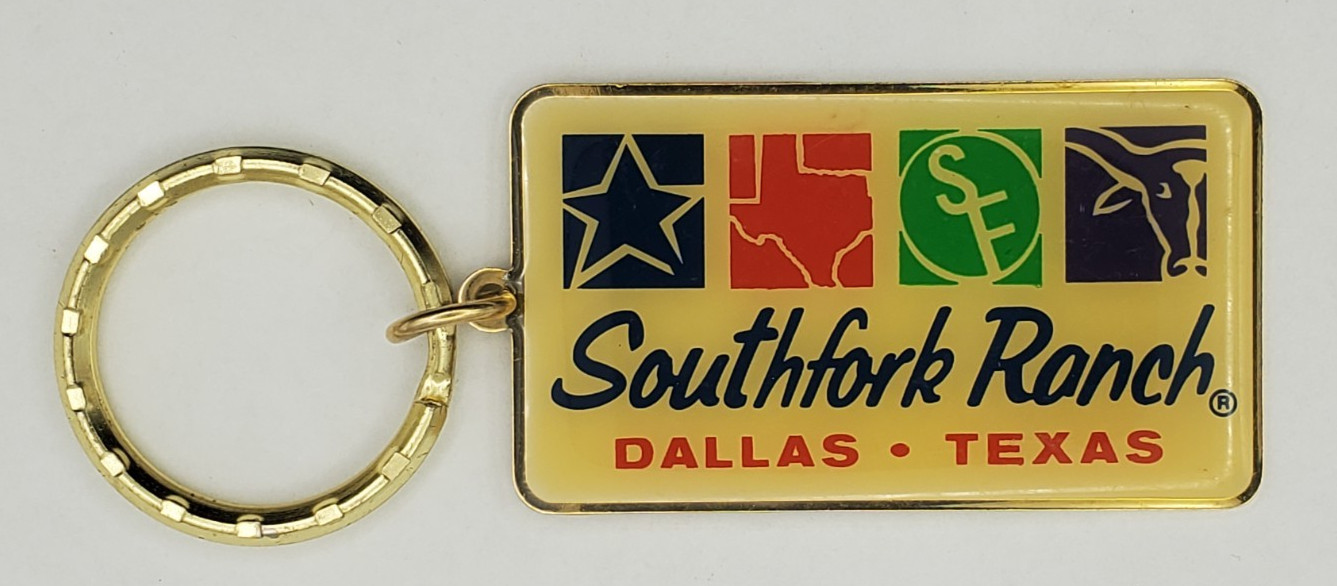 SF
Southfork Ranch®
DALLAS • TEXAS